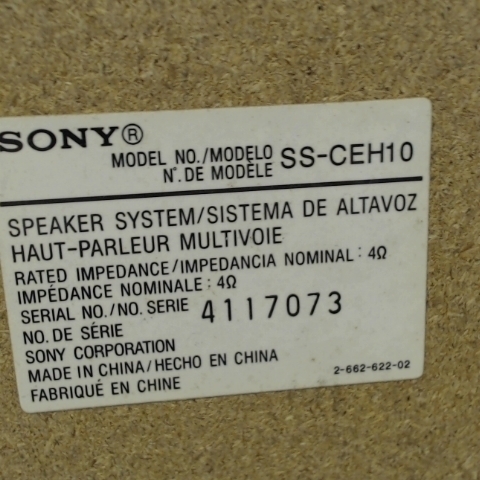 SONY®
MODEL NO./MODELO SS-CEH10
N°. DE MODÈLE
SPEAKER SYSTEM/SISTEMA DE ALTAVOZ
HAUT-PARLEUR MULTIVOIE
RATED IMPEDANCE/IMPEDANCIA NOMINAL : 4Ω
IMPÉDANCE NOMINALE : 4Ω
SERIAL NO./NO. SERIE 4117073
NO. DE SÉRIE
SONY CORPORATION
MADE IN CHINA/HECHO EN CHINA
FABRIQUÉ EN CHINE 2-662-622-02